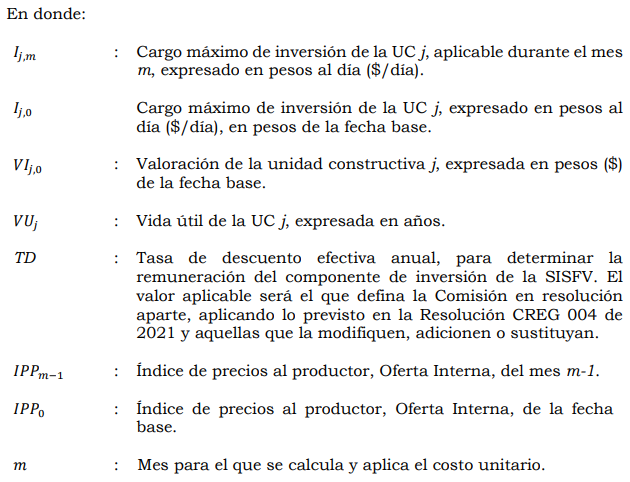 En donde:
I_{j,m} : Cargo máximo de inversión de la UC j, aplicable durante el mes
m, expresado en pesos al día ($/día).
I_{j,0} Cargo máximo de inversión de la UC j, expresado en pesos al
día ($/día), en pesos de la fecha base.
VI_{j,0} : Valoración de la unidad constructiva j, expresada en pesos ($)
de la fecha base.
VU_j : Vida útil de la UC j, expresada en años.
TD : Tasa de descuento efectiva anual, para determinar la
remuneración del componente de inversión de la SISFV. El
valor aplicable será el que defina la Comisión en resolución
aparte, aplicando lo previsto en la Resolución CREG 004 de
2021 y aquellas que la modifiquen, adicionen o sustituyan.
IPP_{m−1} : Índice de precios al productor, Oferta Interna, del mes m-1.
IPP_0 : Índice de precios al productor, Oferta Interna, de la fecha
base.
m : Mes para el que se calcula y aplica el costo unitario.